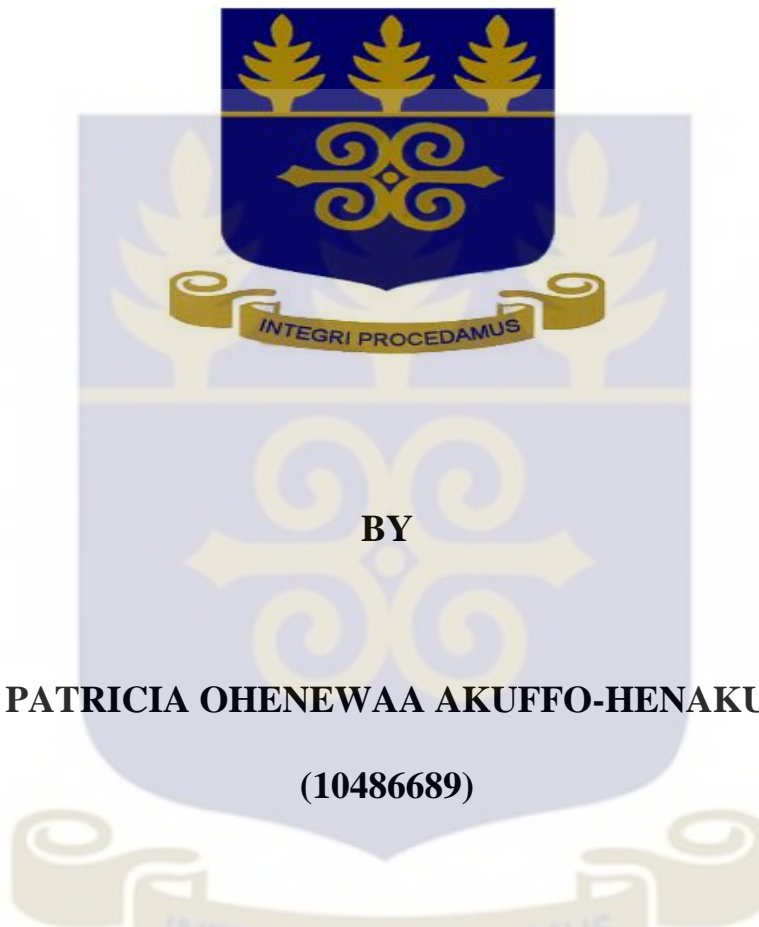 INTEGRI PROCEDAMUS
BY
PATRICIA OHENEWAA AKUFFO-HENAKU
(10486689)